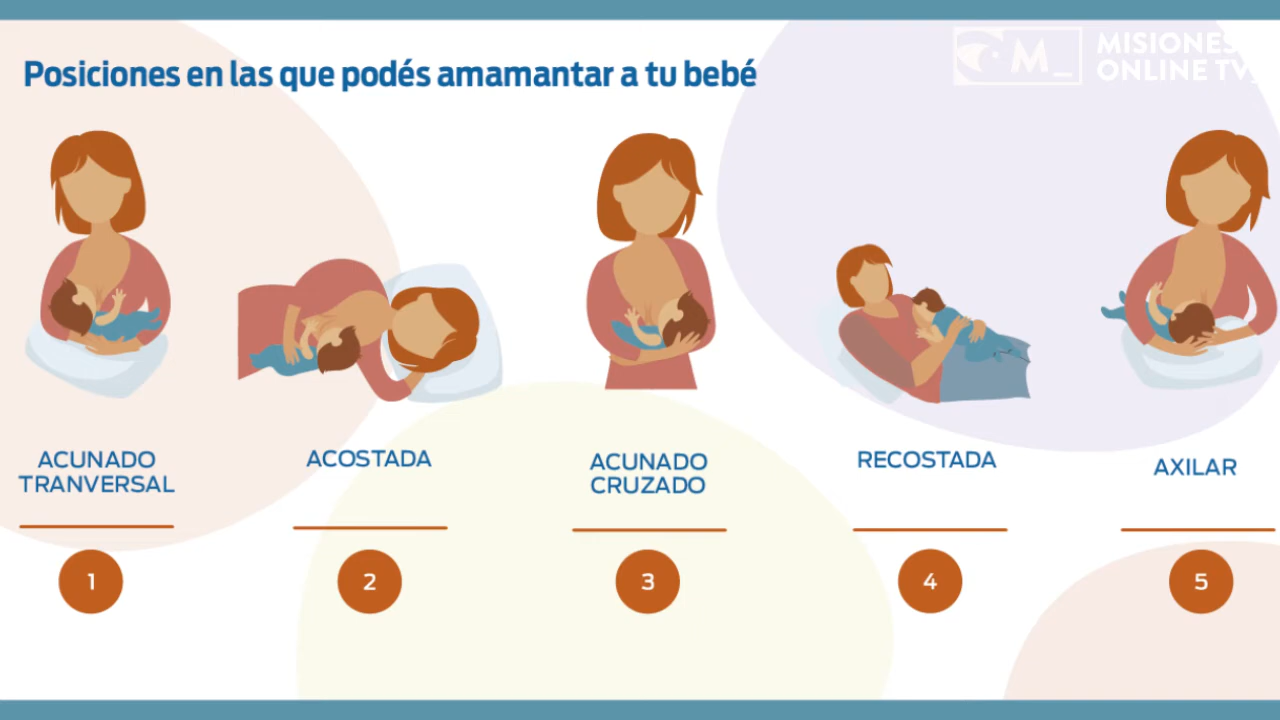 Posiciones en las que podés amamantar a tu bebé
M_
MISIONES
ONLINE TV
ACUNADO
TRANVERSAL
ACOSTADA
ACUNADO
CRUZADO
RECOSTADA
AXILAR
1
2
3
4
5